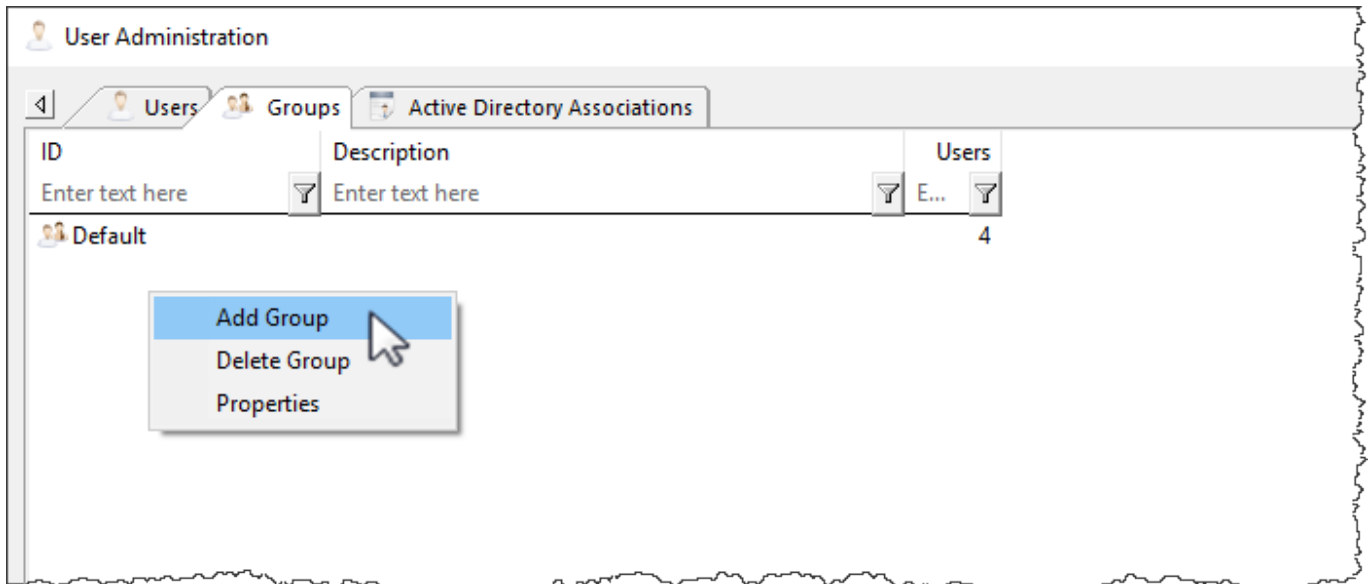 User Administration
Users Groups Active Directory Associations
ID Description Users
Enter text here Enter text here E...
Default 4
Add Group
Delete Group
Properties